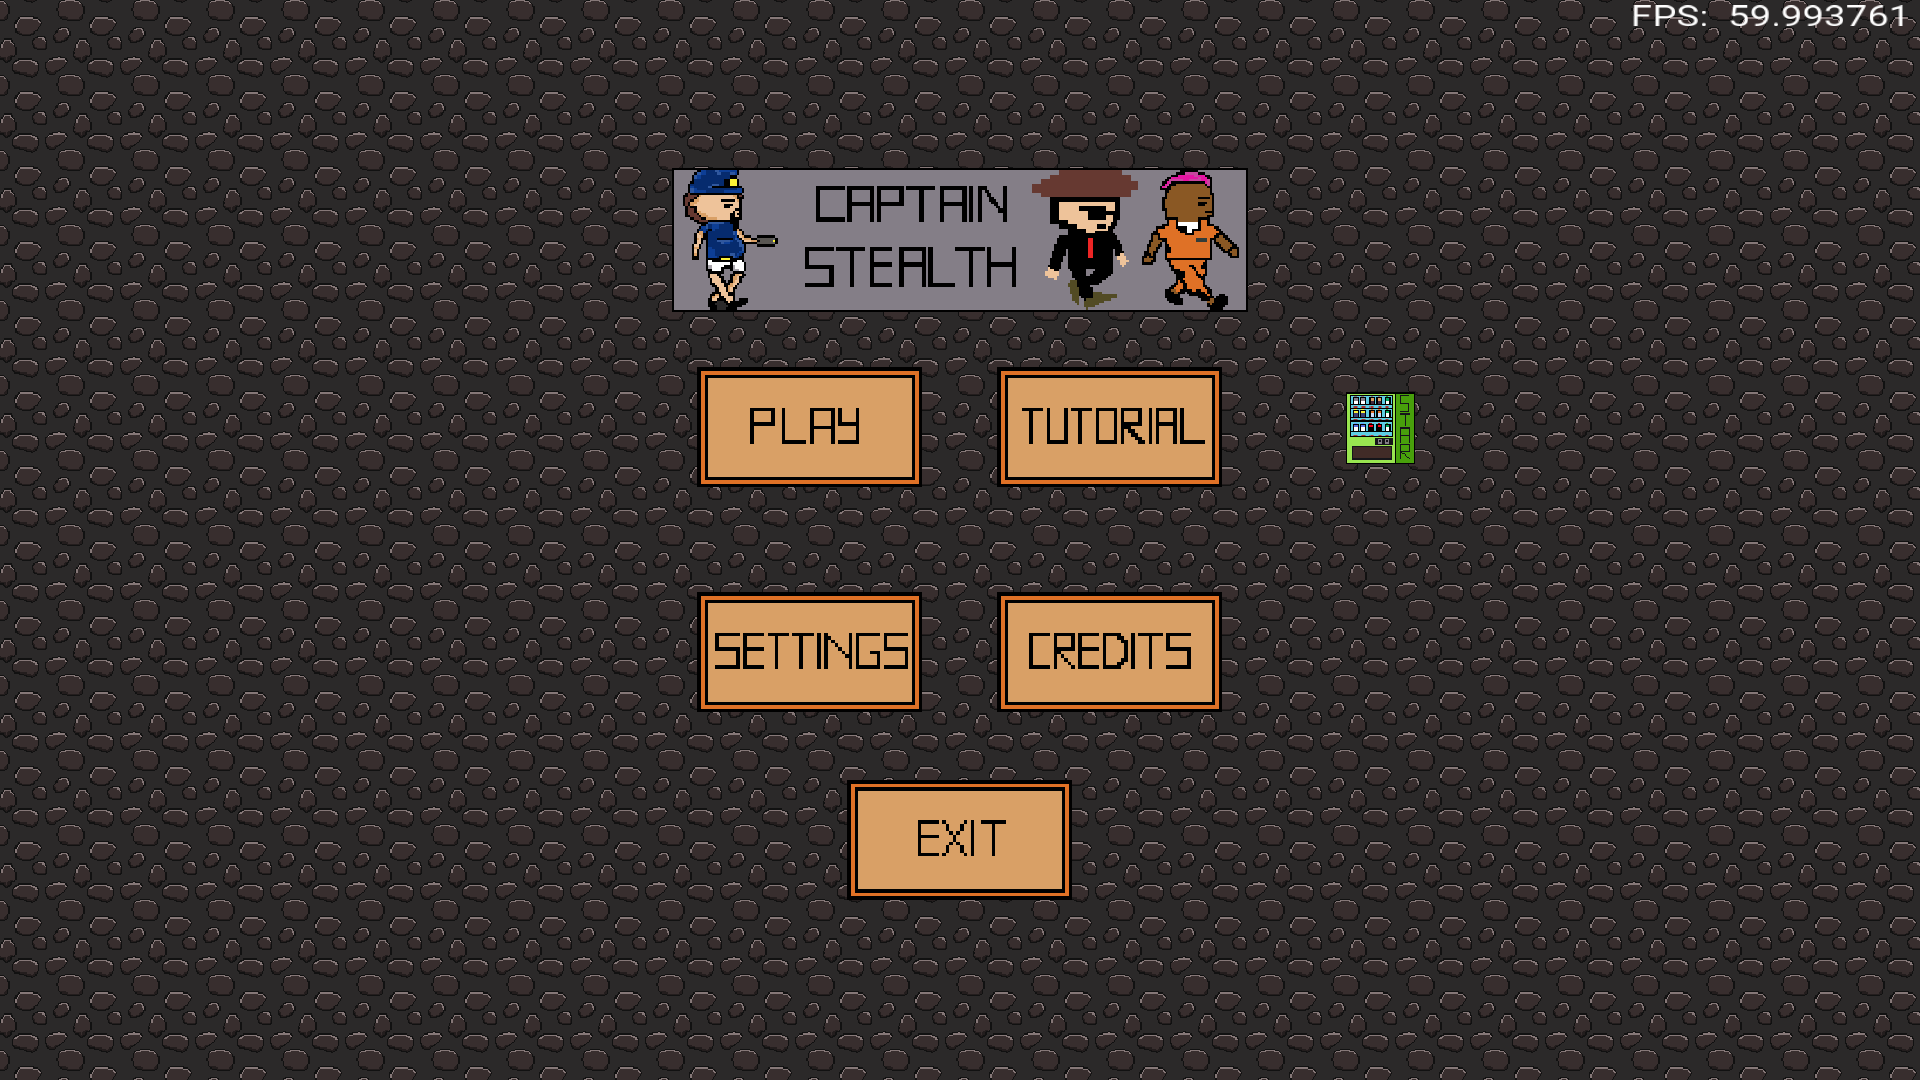 FPS: 59.993761
CAPTAIN
STEALTH
PLAY
TUTORIAL
SETTINGS
CREDITS
EXIT